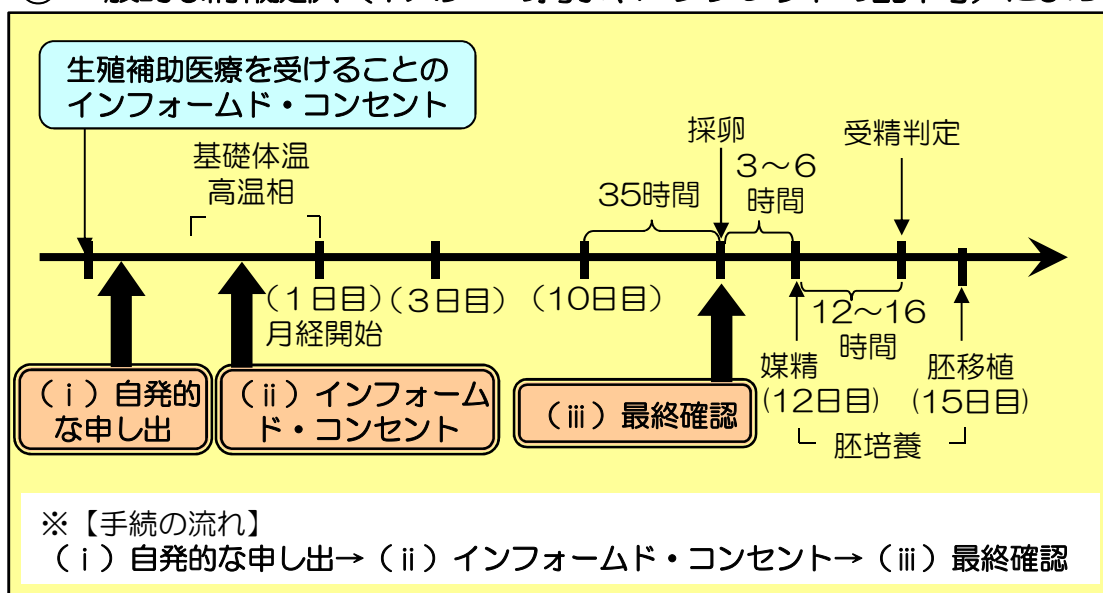 生殖補助医療を受けることの
インフォームド・コンセント
基礎体温
高温相
採卵
受精判定
35時間
3～6
時間
(1日目)
月経開始
(3日目)
(10日目)
12～16
時間
媒精
(12日目)
胚移植
(15日目)
胚培養
(ⅰ)自発的
な申し出
(ⅱ)インフォーム
ド・コンセント
(ⅲ)最終確認
※【手続の流れ】
(ⅰ)自発的な申し出→(ⅱ)インフォームド・コンセント→(ⅲ)最終確認